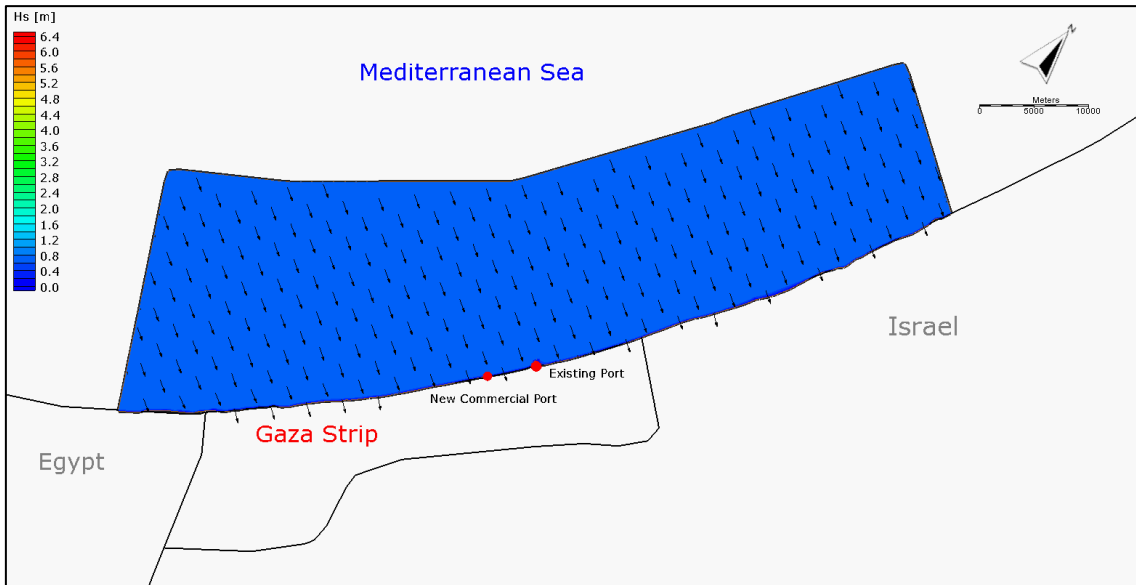 Hs [m]
6.4
6.0
5.6
5.2
4.8
4.4
4.0
3.6
3.2
2.8
2.4
2.0
1.6
1.2
0.8
0.4
0.0
Mediterranean Sea
N
Meters
0 5000 10000
Israel
Existing Port
New Commercial Port
Gaza Strip
Egypt